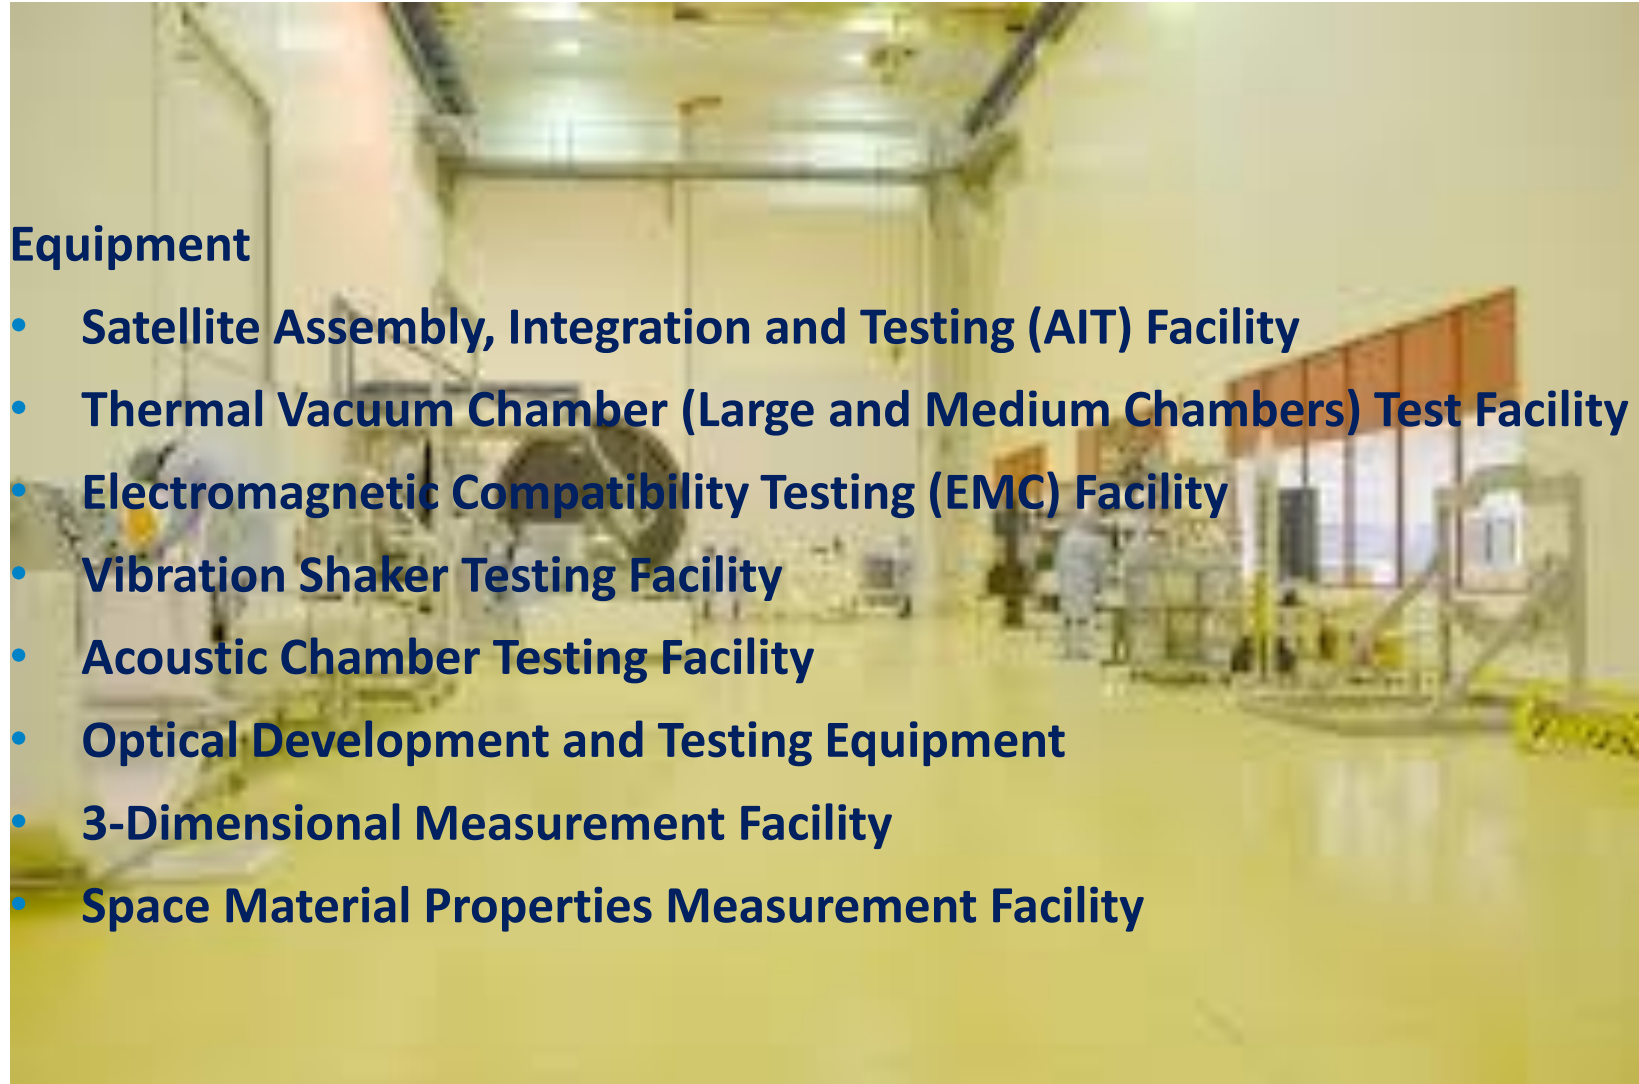 Equipment
• Satellite Assembly, Integration and Testing (AIT) Facility
• Thermal Vacuum Chamber (Large and Medium Chambers) Test Facility
• Electromagnetic Compatibility Testing (EMC) Facility
• Vibration Shaker Testing Facility
• Acoustic Chamber Testing Facility
• Optical Development and Testing Equipment
• 3-Dimensional Measurement Facility
• Space Material Properties Measurement Facility